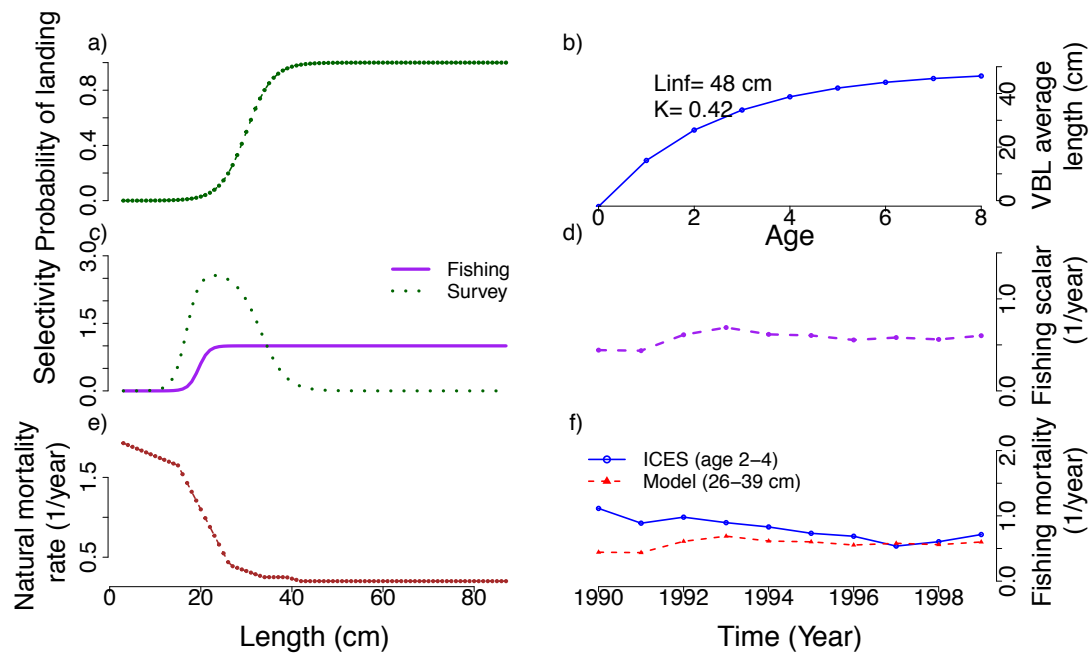 a)
Probability of landing
0.0 0.4 0.8
b)
Linf= 48 cm
K= 0.42
VBL average
length (cm)
0 20 40
0 2 4 6 8
Age
c)
Selectivity
0.0 1.5 3.0
Fishing
Survey
d)
Fishing scalar
(1/year)
0.0 1.0
e)
Natural mortality
rate (1/year)
0.5 1.5
0 20 40 60 80
Length (cm)
f)
ICES (age 2−4)
Model (26−39 cm)
Fishing mortality
(1/year)
0.0 1.0 2.0
1990 1992 1994 1996 1998
Time (Year)